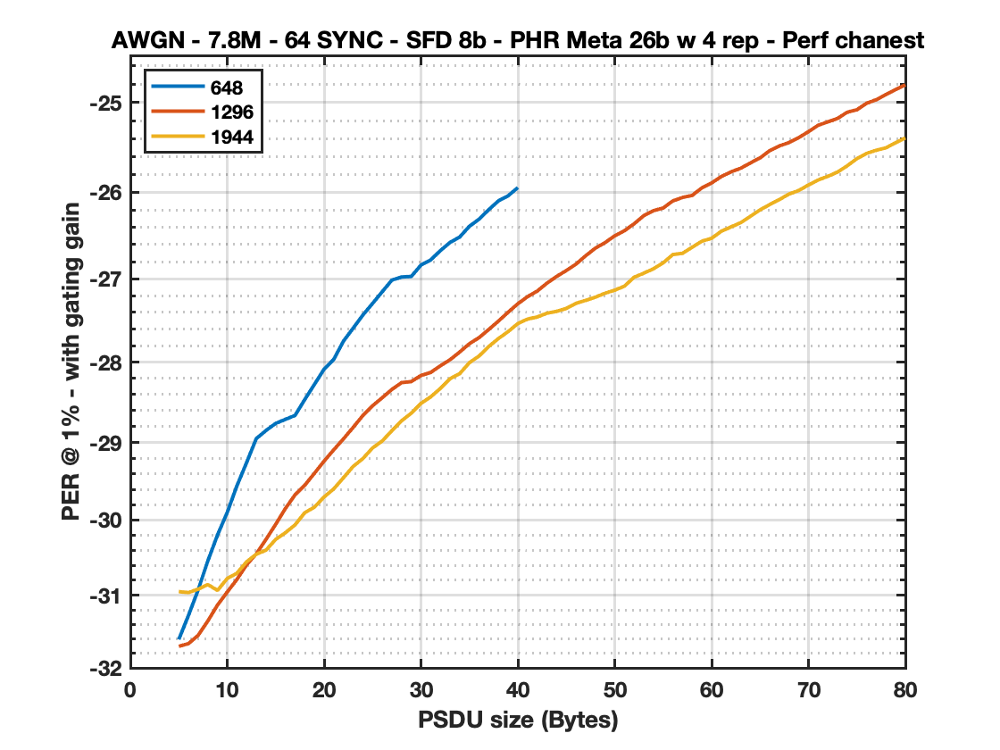 AWGN - 7.8M - 64 SYNC - SFD 8b - PHR Meta 26b w 4 rep - Perf chanest
648
1296
1944
PER @ 1% - with gating gain
-25
-26
-27
-28
-29
-30
-31
-32
0 10 20 30 40 50 60 70 80
PSDU size (Bytes)